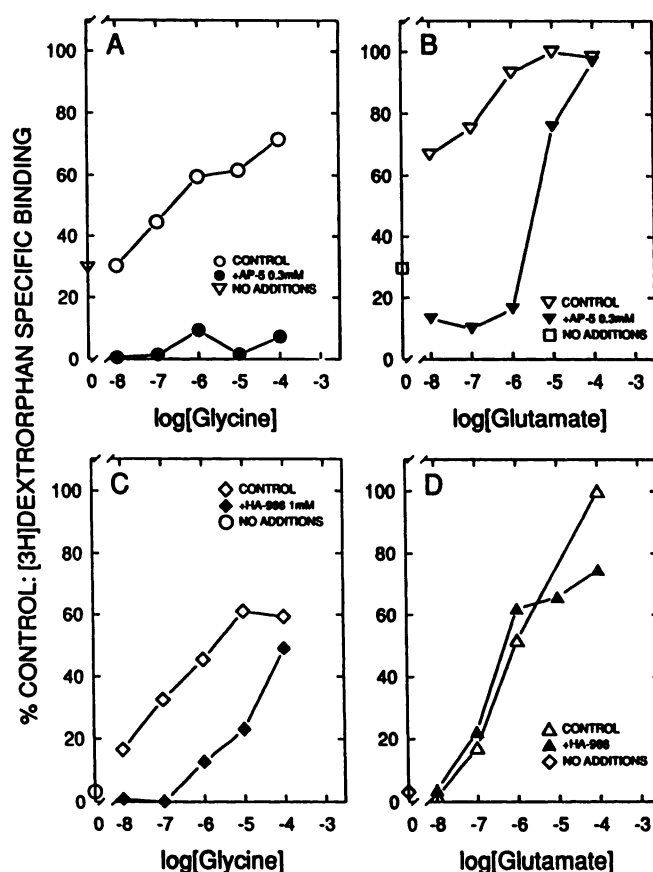 % CONTROL: [3H]DEXTRORPHAN SPECIFIC BINDING
A
100
80
60
40
20
0
CONTROL
+AP-5 0.3mM
NO ADDITIONS
0 -8 -7 -6 -5 -4 -3
log[Glycine]
B
100
80
60
40
20
0
CONTROL
+AP-5 0.3mM
NO ADDITIONS
0 -8 -7 -6 -5 -4 -3
log[Glutamate]
C
100
80
60
40
20
0
CONTROL
+HA-966 1mM
NO ADDITIONS
0 -8 -7 -6 -5 -4 -3
log[Glycine]
D
100
80
60
40
20
0
CONTROL
+HA-966
NO ADDITIONS
0 -8 -7 -6 -5 -4 -3
log[Glutamate]